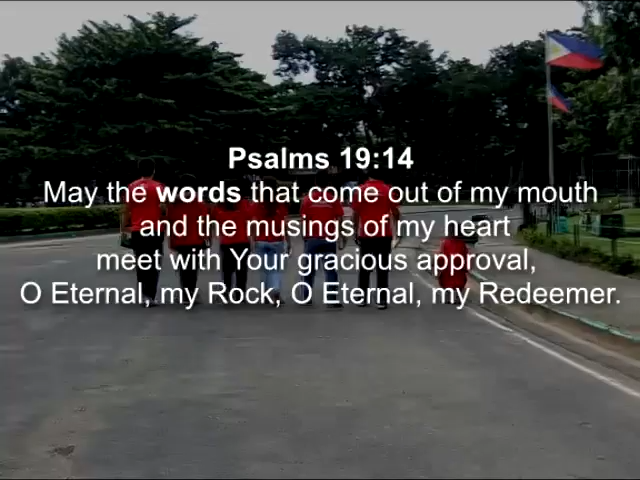 Psalms 19:14
May the words that come out of my mouth
and the musings of my heart
meet with Your gracious approval,
O Eternal, my Rock, O Eternal, my Redeemer.